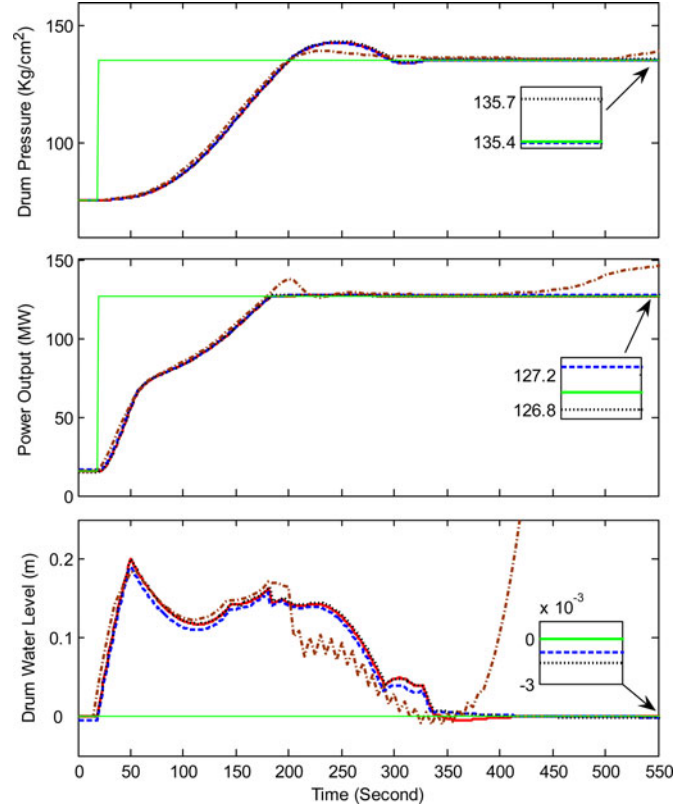 150
100
Drum Pressure (Kg/cm²)
135.7
135.4
150
100
50
0
Power Output (MW)
127.2
126.8
0.2
0.1
0
Drum Water Level (m)
x 10⁻³
0
-3
0 50 100 150 200 250 300 350 400 450 500 550
Time (Second)